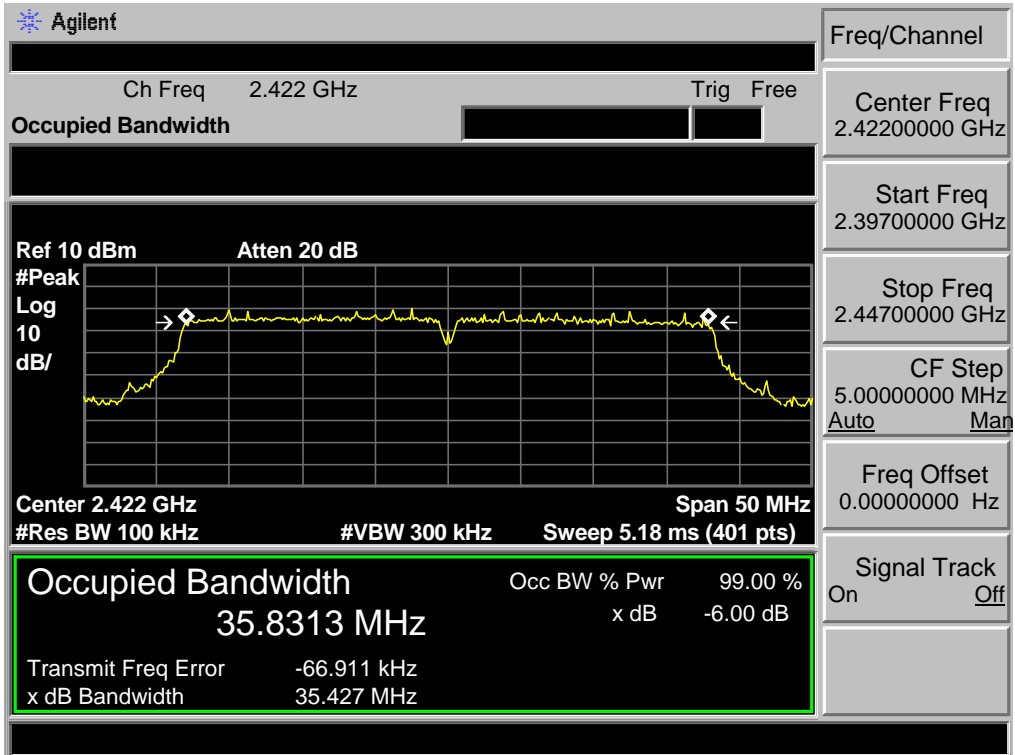 Agilent
Freq/Channel
Ch Freq 2.422 GHz Trig Free
Occupied Bandwidth
Center Freq
2.42200000 GHz
Start Freq
2.39700000 GHz
Ref 10 dBm Atten 20 dB
#Peak
Log
10
dB/
Stop Freq
2.44700000 GHz
CF Step
5.00000000 MHz
Auto Man
Freq Offset
0.00000000 Hz
Center 2.422 GHz Span 50 MHz
#Res BW 100 kHz #VBW 300 kHz Sweep 5.18 ms (401 pts)
Signal Track
On Off
Occupied Bandwidth Occ BW % Pwr 99.00 %
35.8313 MHz x dB -6.00 dB
Transmit Freq Error -66.911 kHz
x dB Bandwidth 35.427 MHz